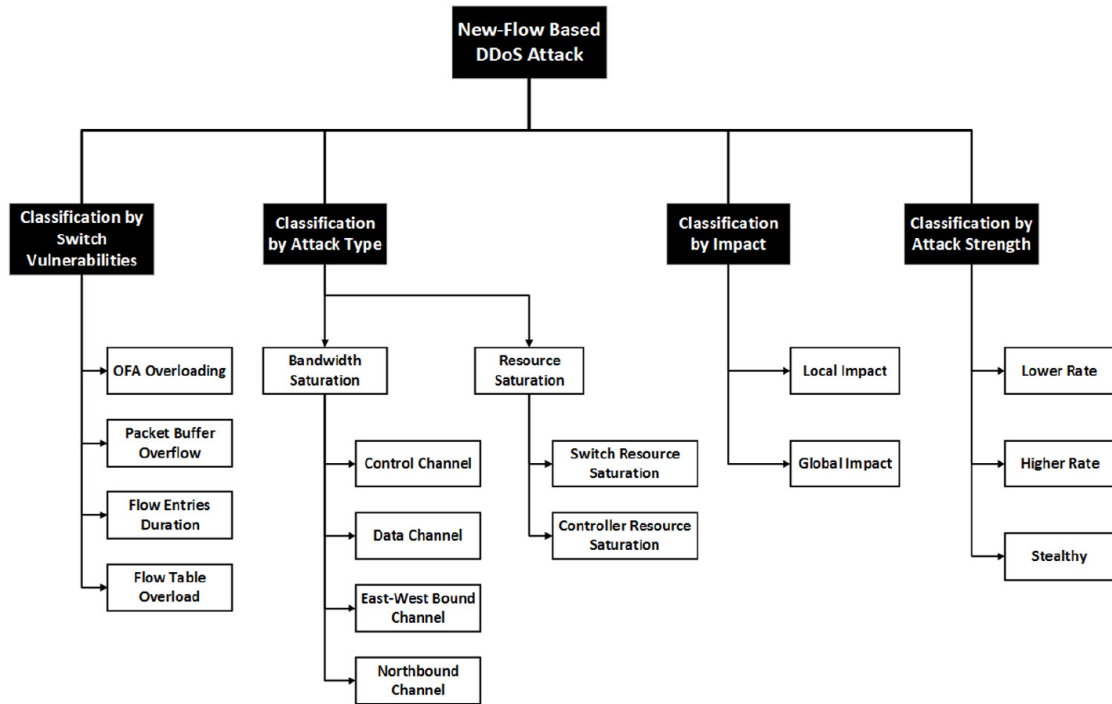 New-Flow Based
DDoS Attack
Classification by
Switch
Vulnerabilities
Classification
by Attack Type
Classification
by Impact
Classification by
Attack Strength
OFA Overloading
Packet Buffer
Overflow
Flow Entries
Duration
Flow Table
Overload
Bandwidth
Saturation
Control Channel
Data Channel
East-West Bound
Channel
Northbound
Channel
Resource
Saturation
Switch Resource
Saturation
Controller Resource
Saturation
Local Impact
Global Impact
Lower Rate
Higher Rate
Stealthy